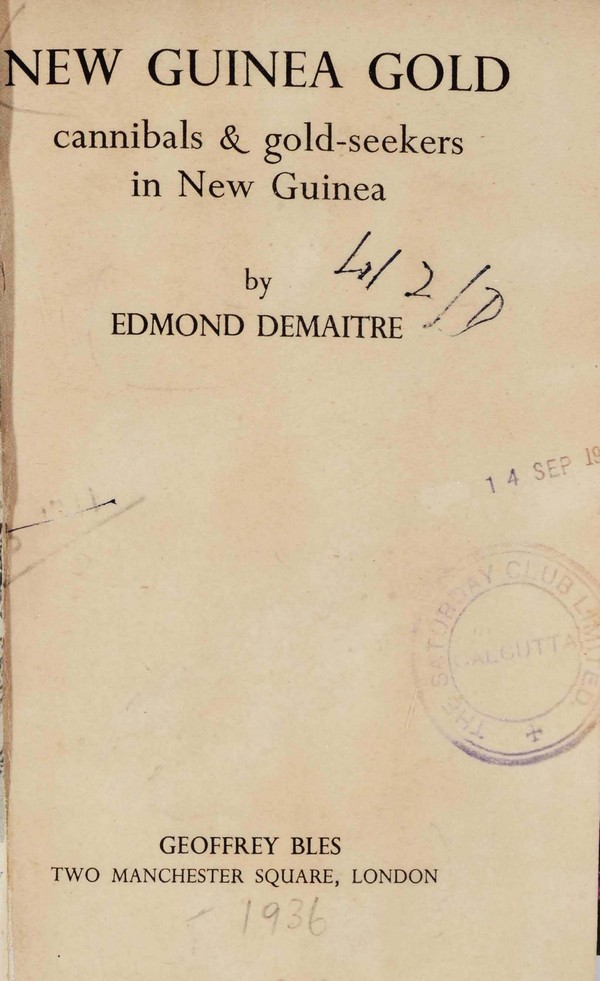 NEW GUINEA GOLD
cannibals & gold-seekers
in New Guinea
by
EDMOND DEMAITRE
14 SEP 19
THE SATURDAY CLUB LIMITED
CALCUTTA
GEOFFREY BLES
TWO MANCHESTER SQUARE, LONDON
1936